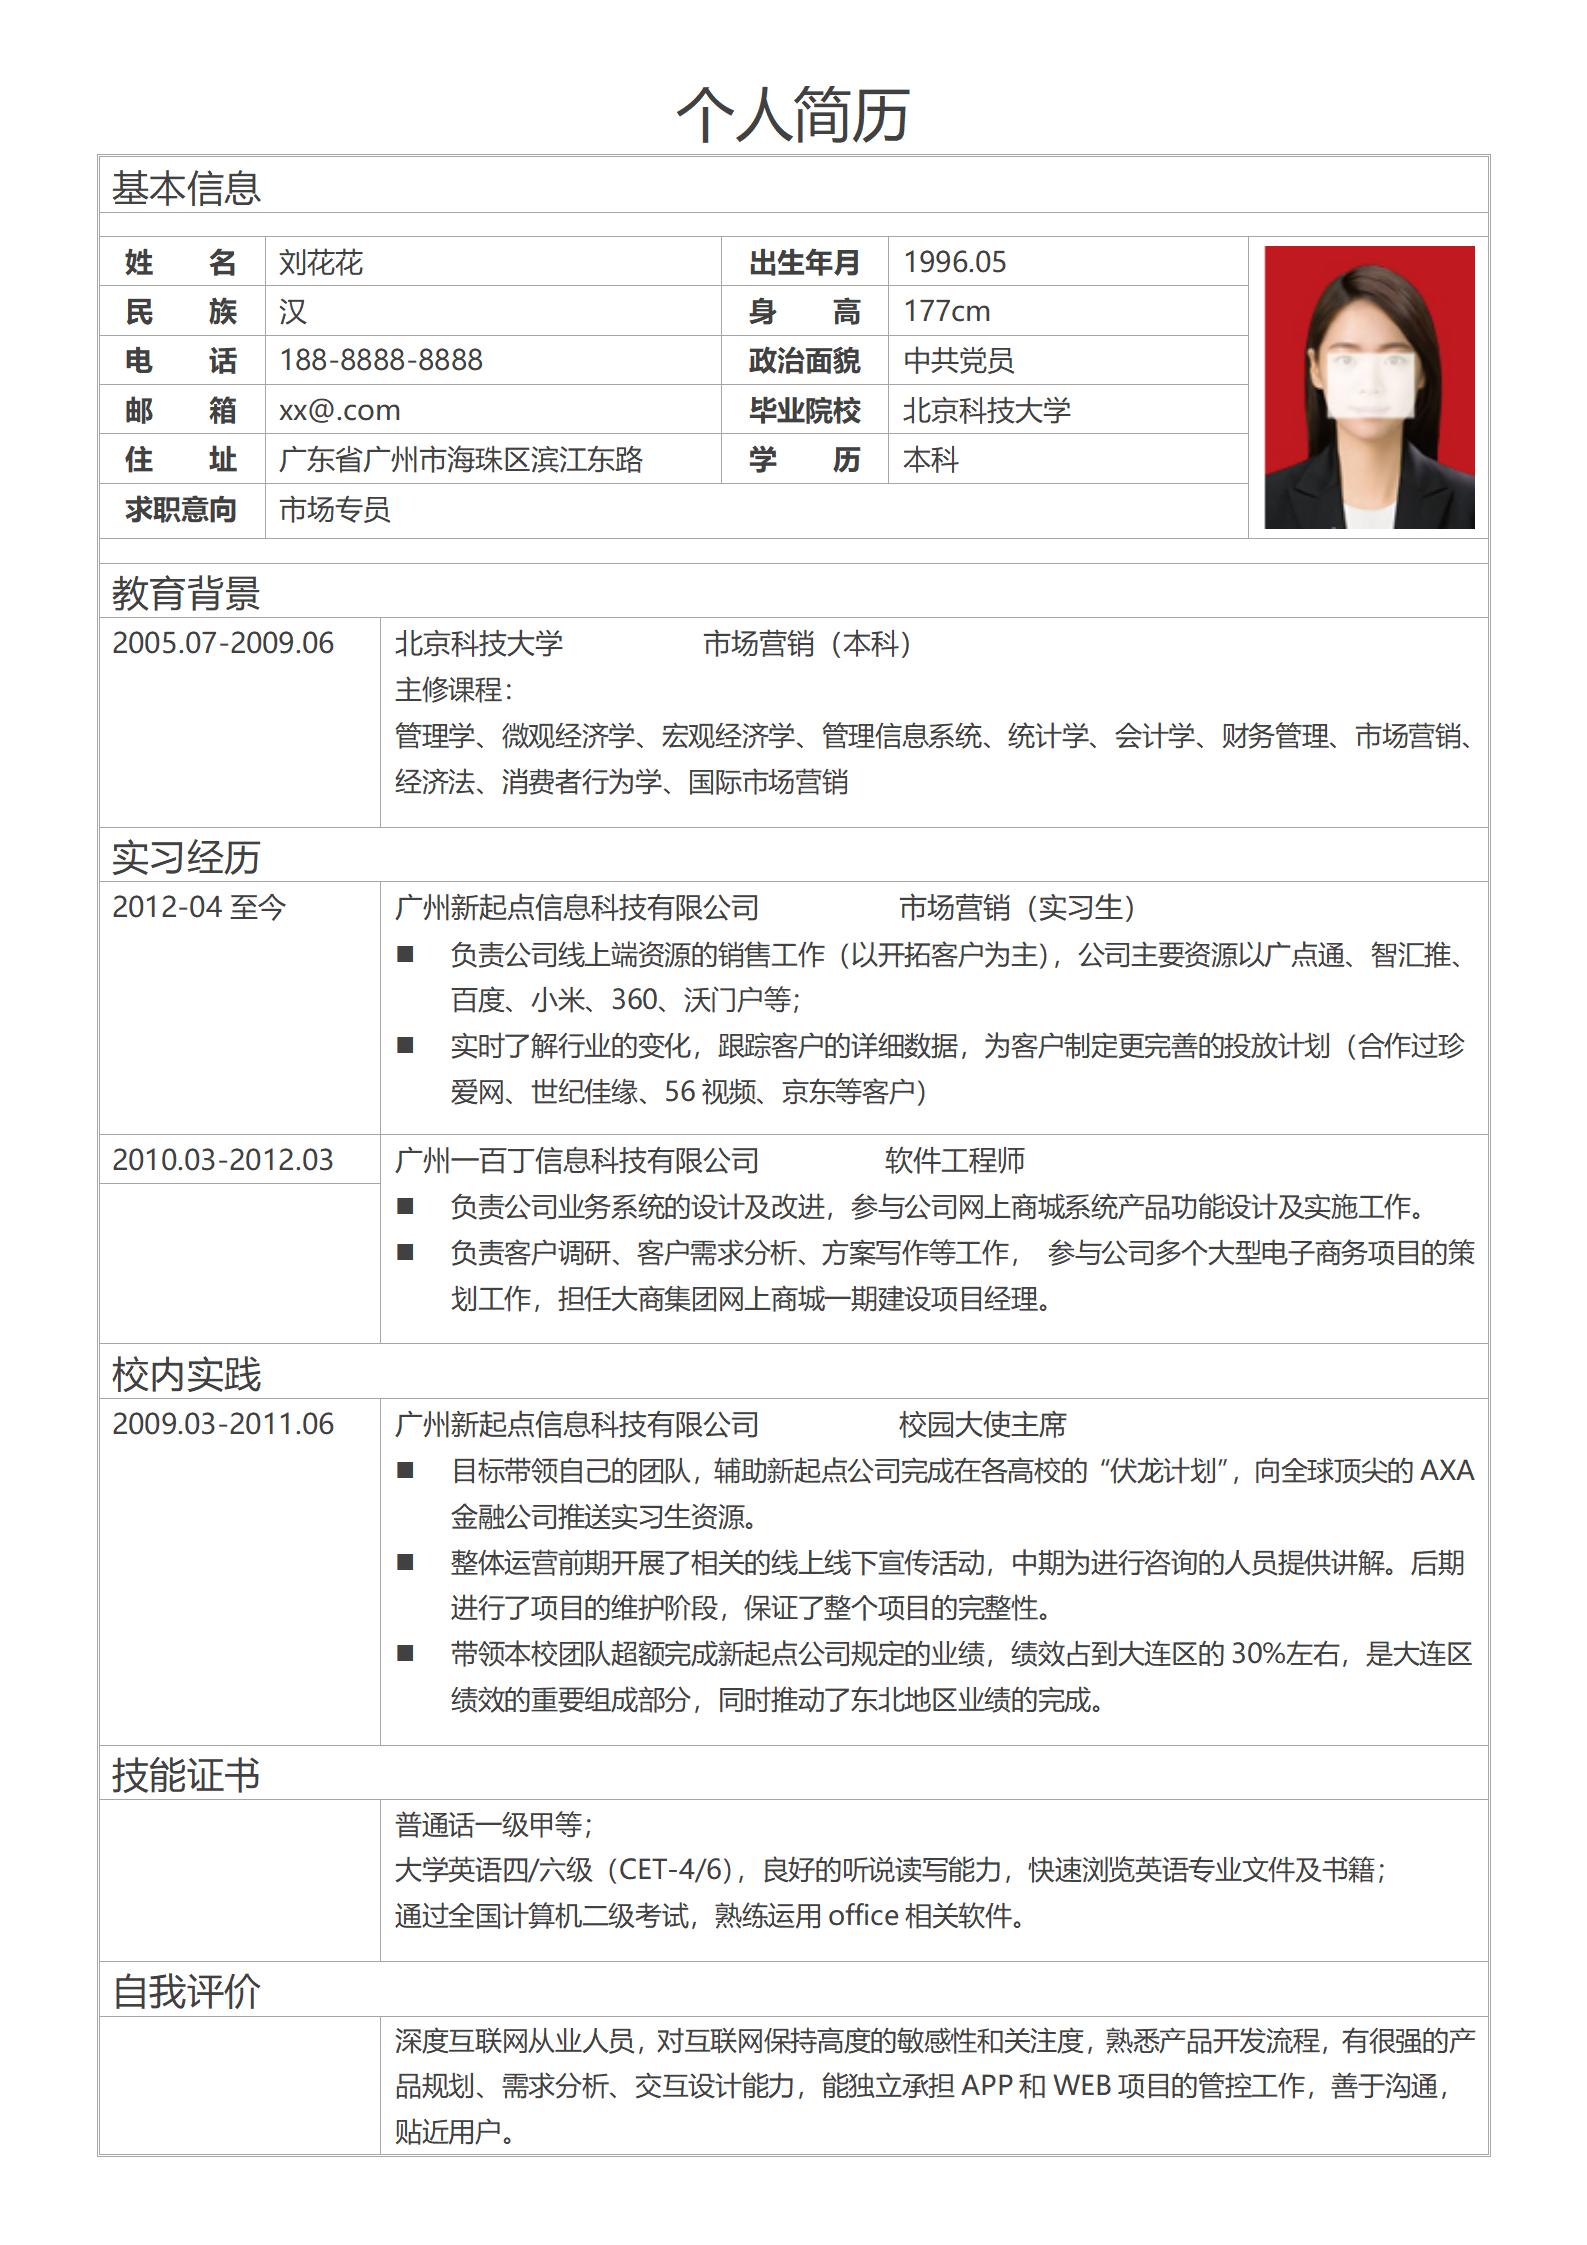 个人简历
基本信息
姓 名 刘花花 出生年月 1996.05
民 族 汉 身 高 177cm
电 话 188-8888-8888 政治面貌 中共党员
邮 箱 xx@.com 毕业院校 北京科技大学
住 址 广东省广州市海珠区滨江东路 学 历 本科
求职意向 市场专员
教育背景
2005.07-2009.06 北京科技大学 市场营销（本科）
主修课程：
管理学、微观经济学、宏观经济学、管理信息系统、统计学、会计学、财务管理、市场营销、
经济法、消费者行为学、国际市场营销
实习经历
2012-04 至今 广州新起点信息科技有限公司 市场营销（实习生）
■ 负责公司线上端资源的销售工作（以开拓客户为主），公司主要资源以广点通、智汇推、
百度、小米、360、沃门户等；
■ 实时了解行业的变化，跟踪客户的详细数据，为客户制定更完善的投放计划（合作过珍
爱网、世纪佳缘、56 视频、京东等客户）
2010.03-2012.03 广州一百丁信息科技有限公司 软件工程师
■ 负责公司业务系统的设计及改进，参与公司网上商城系统产品功能设计及实施工作。
■ 负责客户调研、客户需求分析、方案写作等工作， 参与公司多个大型电子商务项目的策
划工作，担任大商集团网上商城一期建设项目经理。
校内实践
2009.03-2011.06 广州新起点信息科技有限公司 校园大使主席
■ 目标带领自己的团队，辅助新起点公司完成在各高校的“伏龙计划”，向全球顶尖的 AXA
金融公司推送实习生资源。
■ 整体运营前期开展了相关的线上线下宣传活动，中期为进行咨询的人员提供讲解。后期
进行了项目的维护阶段，保证了整个项目的完整性。
■ 带领本校团队超额完成新起点公司规定的业绩，绩效占到大连区的 30%左右，是大连区
绩效的重要组成部分，同时推动了东北地区业绩的完成。
技能证书
普通话一级甲等；
大学英语四/六级（CET-4/6），良好的听说读写能力，快速浏览英语专业文件及书籍；
通过全国计算机二级考试，熟练运用 office 相关软件。
自我评价
深度互联网从业人员，对互联网保持高度的敏感性和关注度，熟悉产品开发流程，有很强的产
品规划、需求分析、交互设计能力，能独立承担 APP 和 WEB 项目的管控工作，善于沟通，
贴近用户。